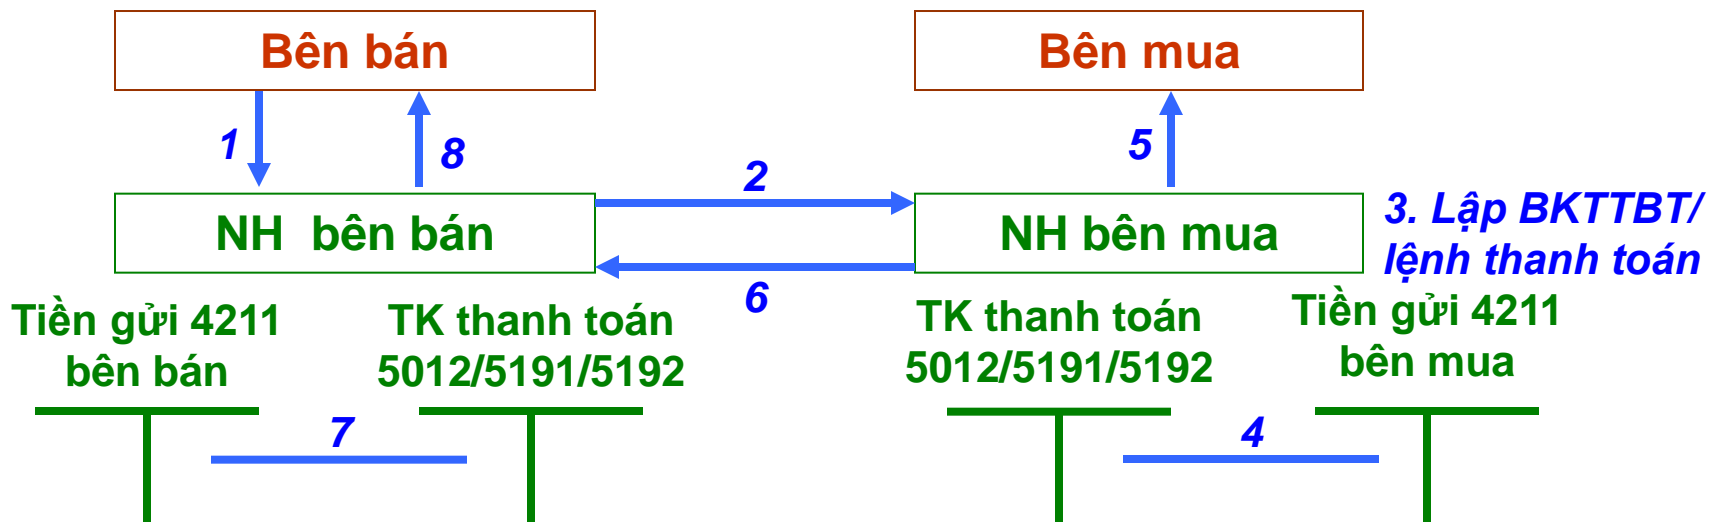 Bên bán
Bên mua
1
8
2
5
NH bên bán
NH bên mua
3. Lập BKTTBT/
lệnh thanh toán
6
Tiền gửi 4211
bên bán
TK thanh toán
5012/5191/5192
TK thanh toán
5012/5191/5192
Tiền gửi 4211
bên mua
7
4